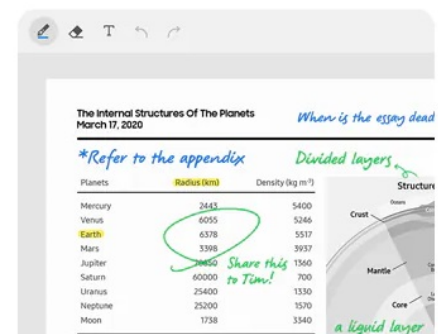 T
The Internal Structures Of The Planets
March 17, 2020
When is the essay dead
*Refer to the appendix
Divided layers
Planets Radius (km) Density (kg m⁻³)
Mercury 2443 5400
Venus 6055 5246
Earth 6378 5517
Mars 3398 3937
Jupiter 1360
Saturn 60000 700
Uranus 25400 1330
Neptune 25200 1570
Moon 1738 3340
Share this
to Tim!
Structure
Crust
Mantle
Core
a liquid layer